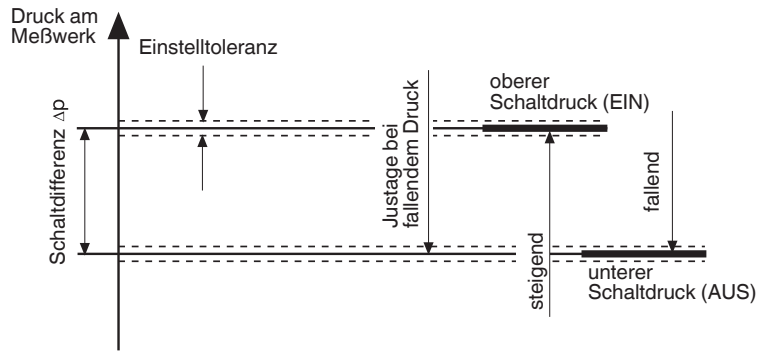 Druck am
Meßwerk
Einstelltoleranz
oberer
Schaltdruck (EIN)
Schaltdifferenz Δp
Justage bei
fallendem Druck
steigend
fallend
unterer
Schaltdruck (AUS)